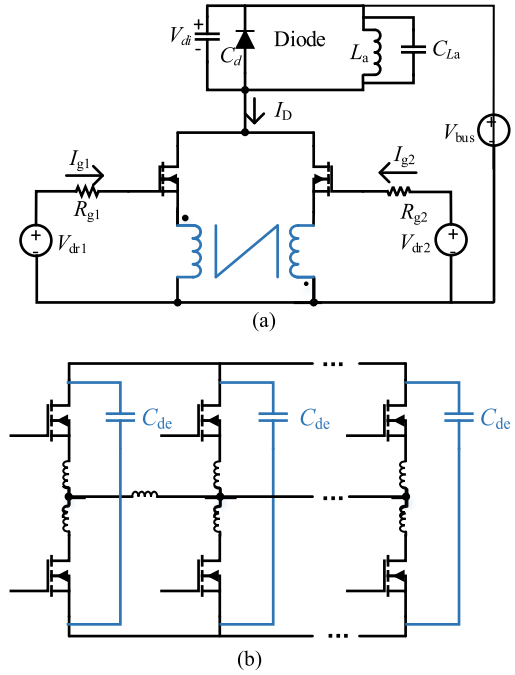 +
V_di
-
C_d
Diode
L_a
C_La
I_D
V_bus
+
-
I_g1
R_g1
I_g2
R_g2
+
-
V_dr1
+
-
V_dr2
(a)
...
C_de
C_de
C_de
...
...
(b)